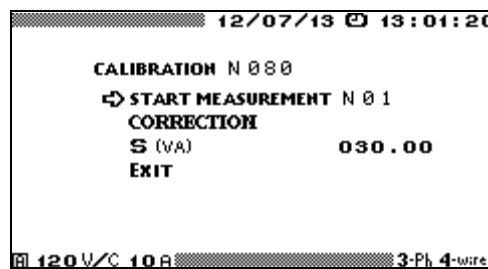 12/07/13 13:01:20
CALIBRATION N 080
START MEASUREMENT N 01
CORRECTION
S (VA) 030.00
EXIT
A 120 V/C 10 A 3-Ph 4-wire